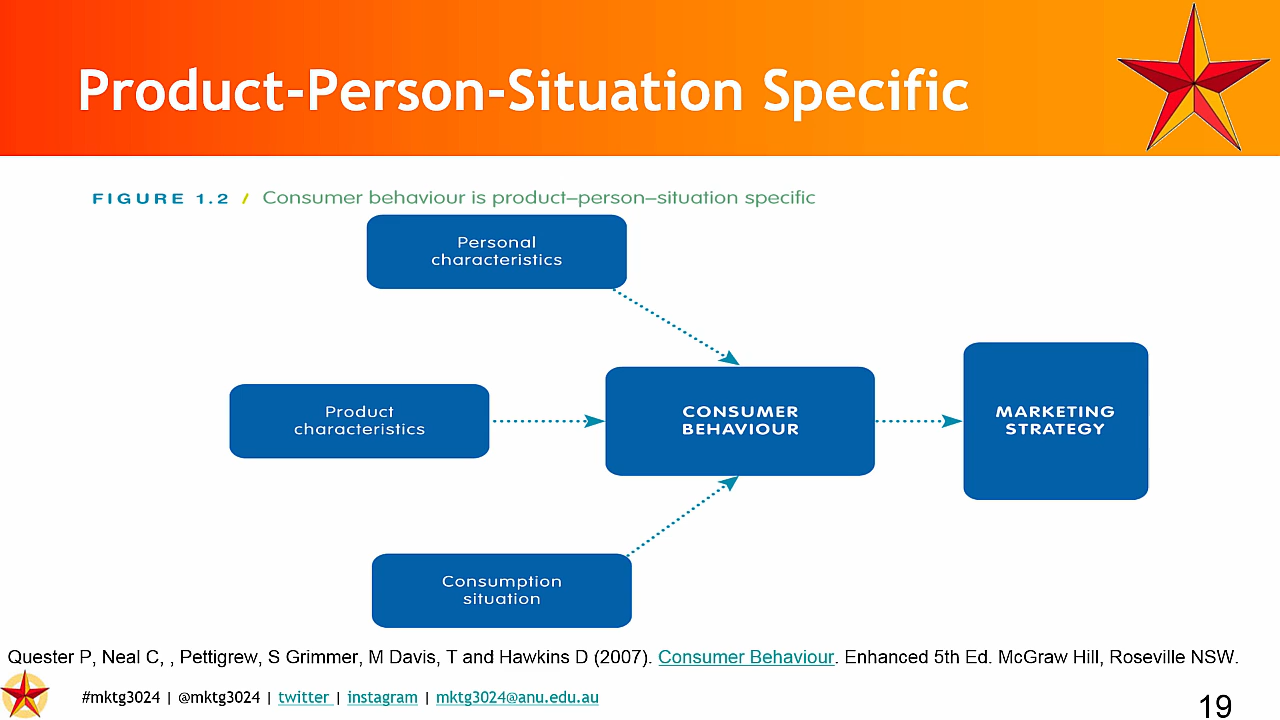 Product-Person-Situation Specific
FIGURE 1.2 / Consumer behaviour is product–person–situation specific
Personal
characteristics
Product
characteristics
CONSUMER
BEHAVIOUR
MARKETING
STRATEGY
Consumption
situation
Quester P, Neal C, , Pettigrew, S Grimmer, M Davis, T and Hawkins D (2007). Consumer Behaviour. Enhanced 5th Ed. McGraw Hill, Roseville NSW.
#mktg3024 | @mktg3024 | twitter | instagram | mktg3024@anu.edu.au
19